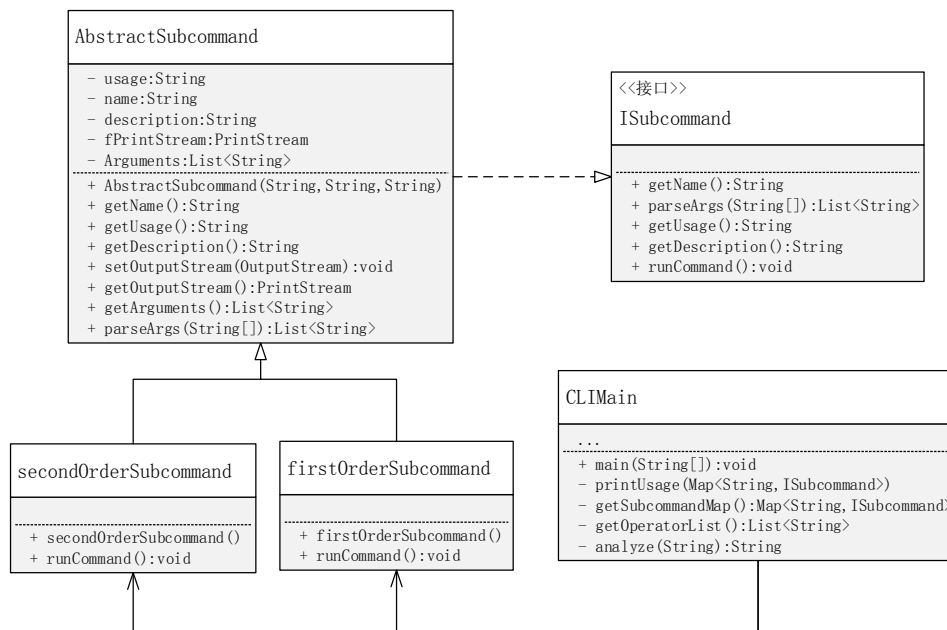 AbstractSubcommand
- usage:String
- name:String
- description:String
- fPrintStream:PrintStream
- Arguments:List<String>
+ AbstractSubcommand(String,String,String)
+ getName():String
+ getUsage():String
+ getDescription():String
+ setOutputStream(OutputStream):void
+ getOutputStream():PrintStream
+ getArguments():List<String>
+ parseArgs(String[]):List<String>
<<接口>>
ISubcommand
+ getName():String
+ parseArgs(String[]):List<String>
+ getUsage():String
+ getDescription():String
+ runCommand():void
secondOrderSubcommand
+ secondOrderSubcommand()
+ runCommand():void
firstOrderSubcommand
+ firstOrderSubcommand()
+ runCommand():void
CLIMain
...
+ main(String[]):void
- printUsage(Map<String,ISubcommand>)
- getSubcommandMap():Map<String,ISubcommand>
- getOperatorList():List<String>
- analyze(String):String